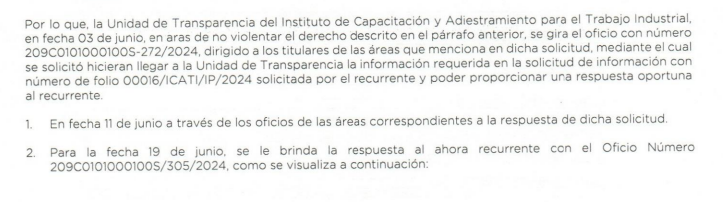 Por lo que, la Unidad de Transparencia del Instituto de Capacitación y Adiestramiento para el Trabajo Industrial,
en fecha 03 de junio, en aras de no violentar el derecho descrito en el párrafo anterior, se gira el oficio con número
209C0101000100S-272/2024, dirigido a los titulares de las áreas que menciona en dicha solicitud, mediante el cual
se solicitó hicieran llegar a la Unidad de Transparencia la información requerida en la solicitud de información con
número de folio 00016/ICATI/IP/2024 solicitada por el recurrente y poder proporcionar una respuesta oportuna
al recurrente.
1. En fecha 11 de junio a través de los oficios de las áreas correspondientes a la respuesta de dicha solicitud.
2. Para la fecha 19 de junio, se le brinda la respuesta al ahora recurrente con el Oficio Número
209C0101000100S/305/2024, como se visualiza a continuación: